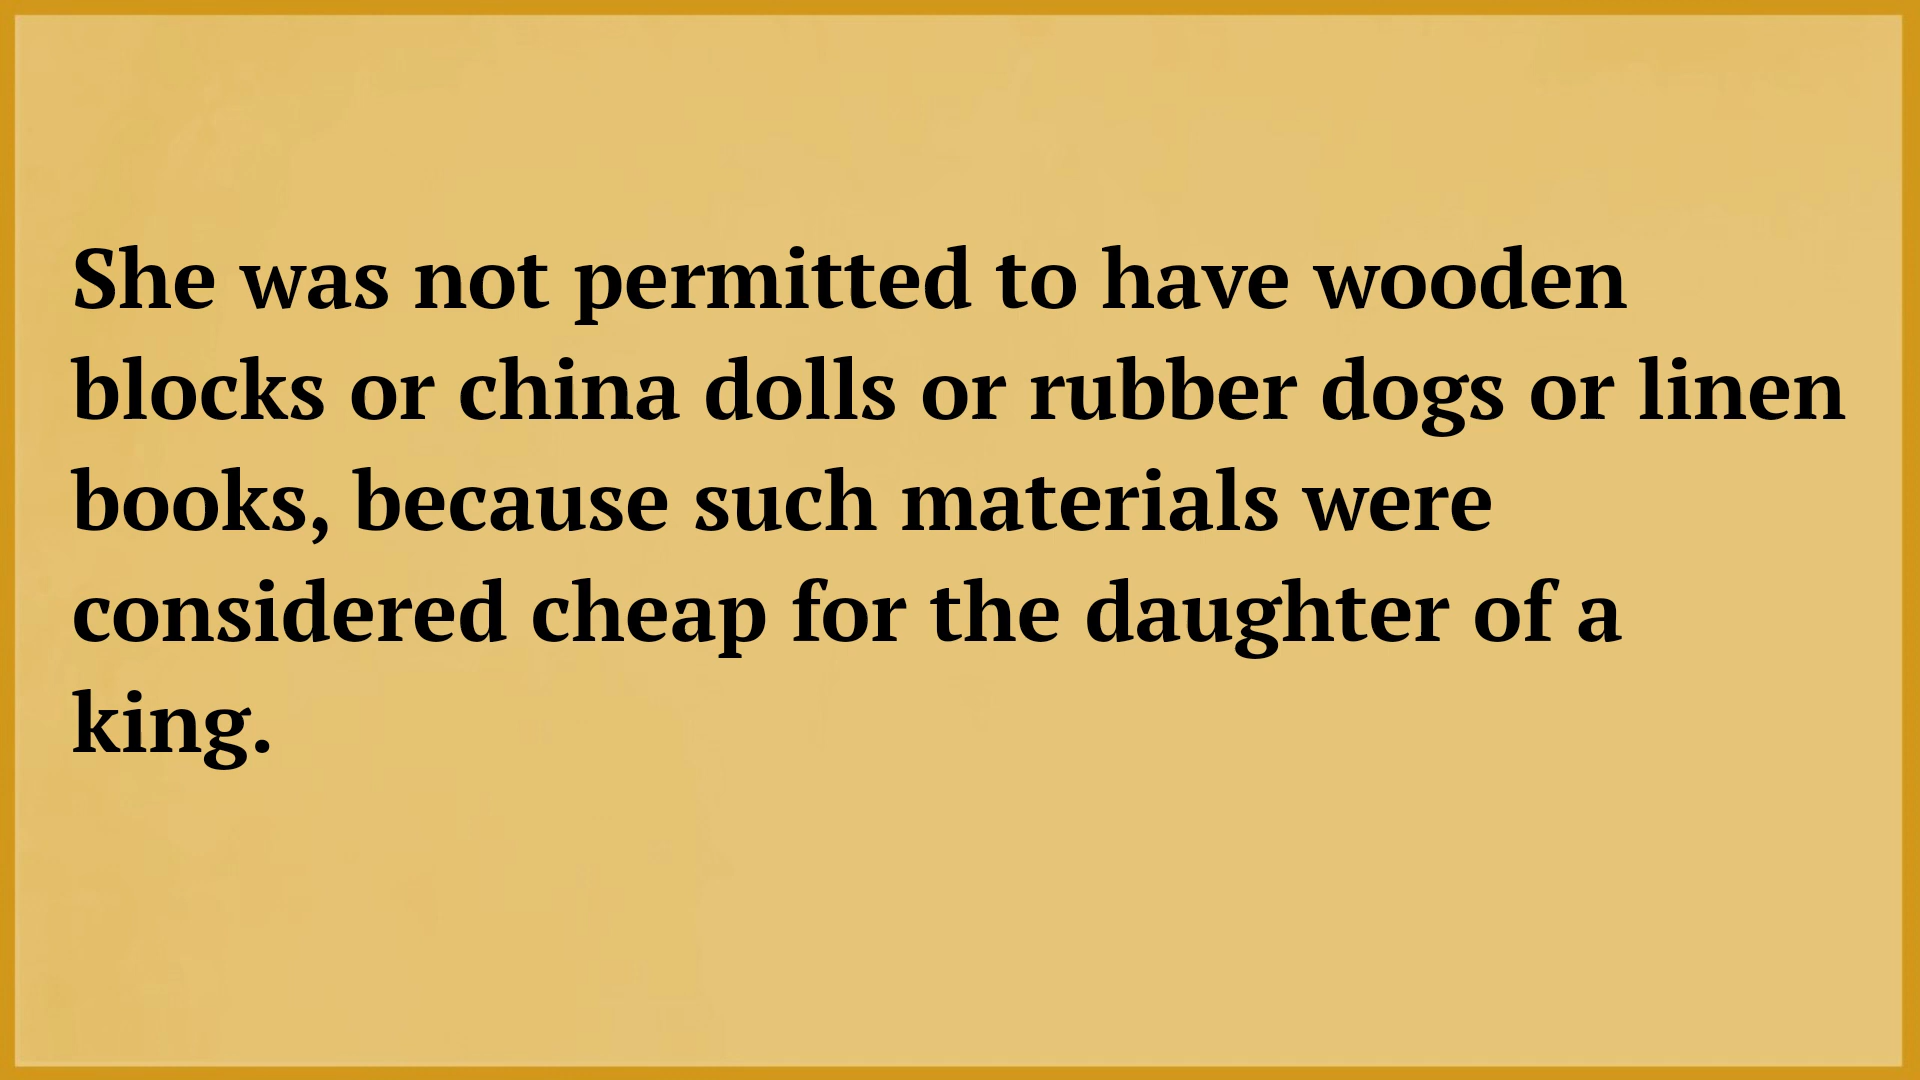 She was not permitted to have wooden
blocks or china dolls or rubber dogs or linen
books, because such materials were
considered cheap for the daughter of a
king.